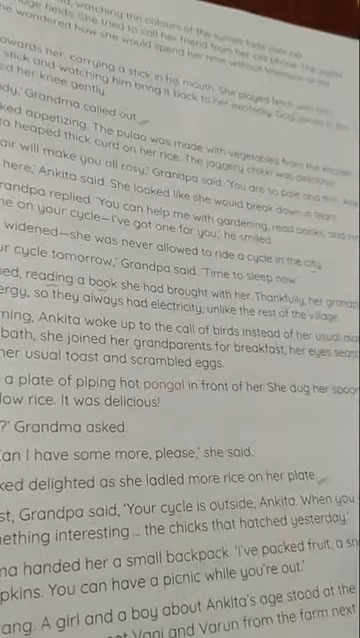 watching the colours of the
huge fields. She tried to call her friend from her cell phone
he wondered how she would spend her time without
owards her, carrying a stick in his mouth. She played fetch with
stick and watching him bring it back to her excitedly.
ed her knee gently.
dy,' Grandma called out.
ked appetizing. The pulao was made with vegetables from the kitchen
a heaped thick curd on her rice. The jaggery chikki was delicious
air will make you all rosy,' Grandpa said. 'You are so pale and thin
here,' Ankita said. She looked like she would break down in tears.
randpa replied. 'You can help me with gardening, read books, and
ne on your cycle—I've got one for you,' he smiled.
widened—she was never allowed to ride a cycle in the city.
ur cycle tomorrow,' Grandpa said. 'Time to sleep now.'
ed, reading a book she had brought with her. Thankfully, her grandpa
ergy, so they always had electricity, unlike the rest of the village.
rning, Ankita woke up to the call of birds instead of her usual
bath, she joined her grandparents for breakfast, her eyes
her usual toast and scrambled eggs.
a plate of piping hot pongal in front of her. She dug her spoon
low rice. It was delicious!
?' Grandma asked.
Can I have some more, please,' she said.
ked delighted as she ladled more rice on her plate.
st, Grandpa said, 'Your cycle is outside, Ankita. When you
ething interesting ... the chicks that hatched yesterday.'
na handed her a small backpack. 'I've packed fruit, a
pkins. You can have a picnic while you're out.'
ang. A girl and a boy about Ankita's age stood at the
Vani and Varun from the farm next